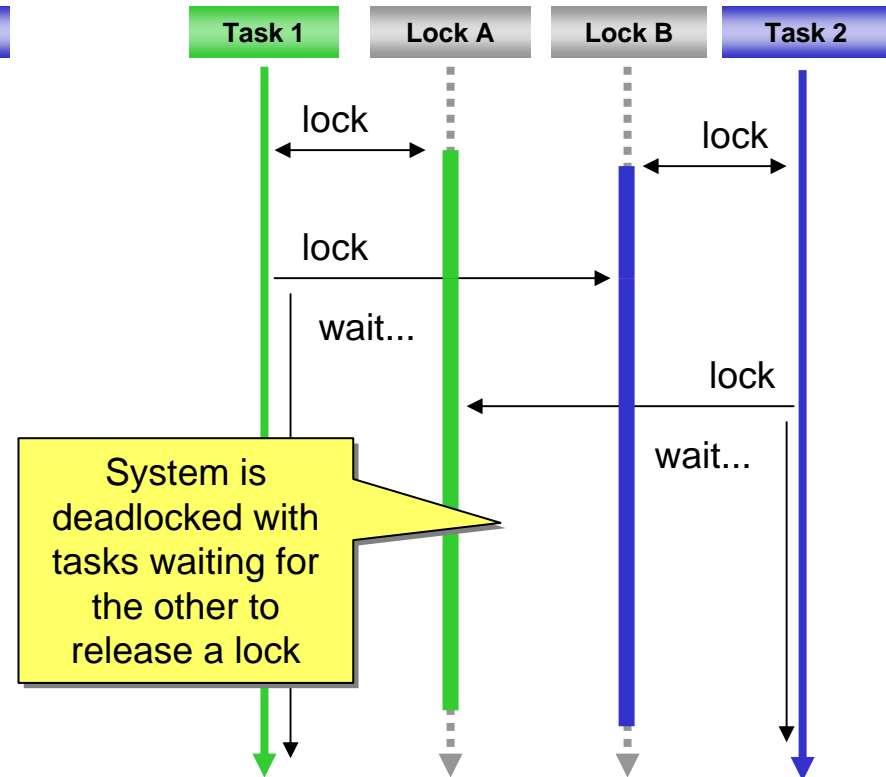 Task 1
Lock A
Lock B
Task 2
lock
lock
lock
wait...
lock
wait...
System is
deadlocked with
tasks waiting for
the other to
release a lock